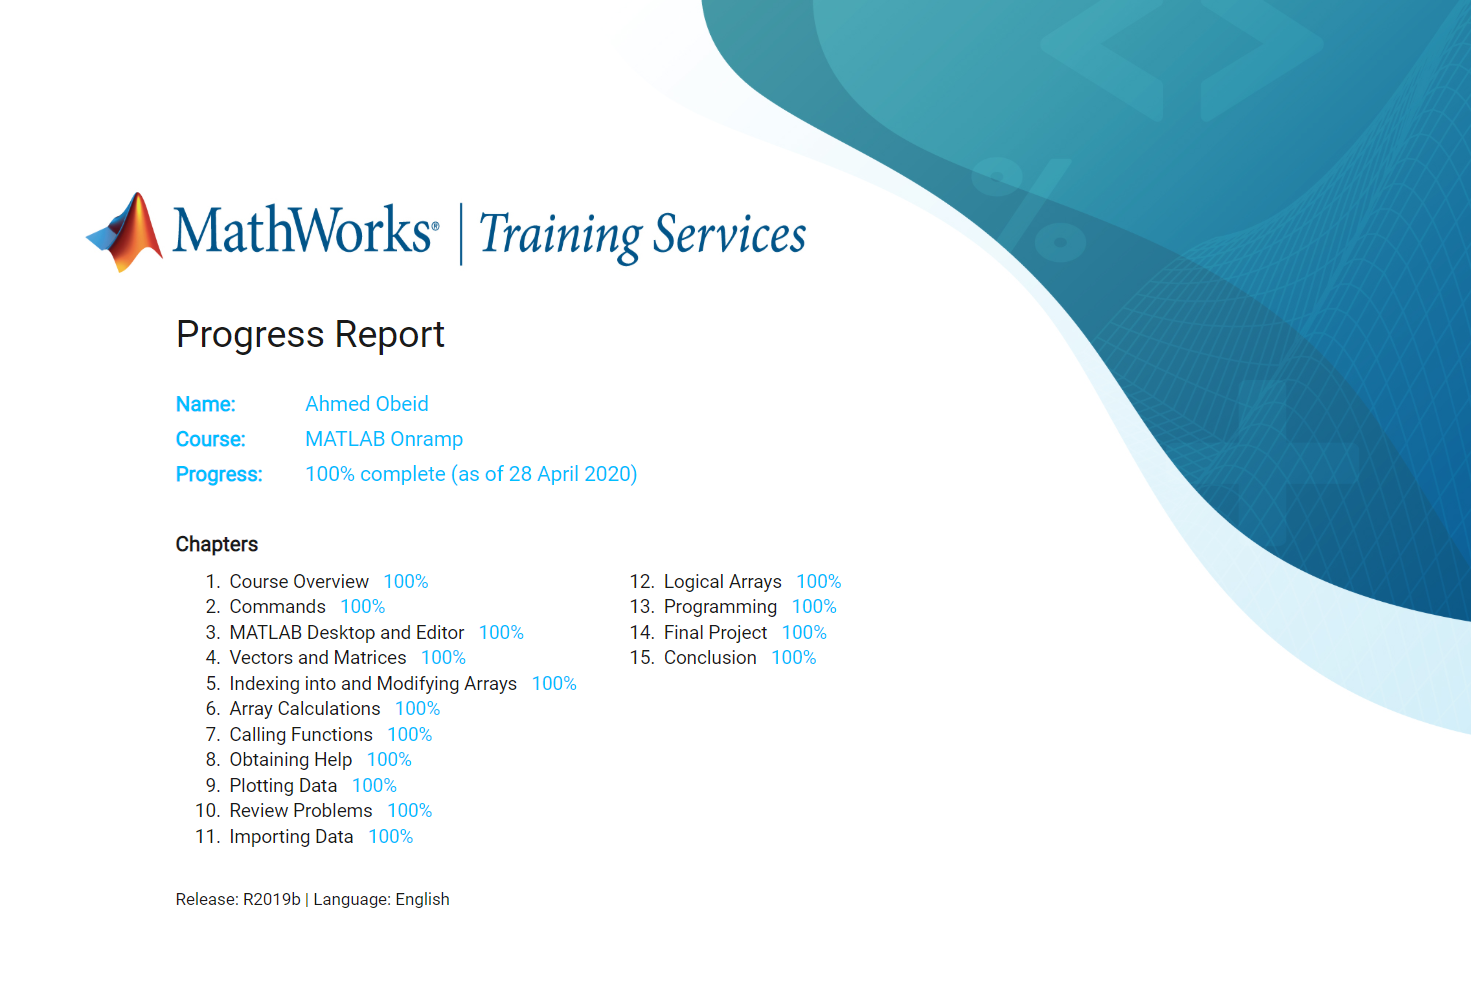 MathWorks® | Training Services
Progress Report
Name: Ahmed Obeid
Course: MATLAB Onramp
Progress: 100% complete (as of 28 April 2020)
Chapters
1. Course Overview 100%
2. Commands 100%
3. MATLAB Desktop and Editor 100%
4. Vectors and Matrices 100%
5. Indexing into and Modifying Arrays 100%
6. Array Calculations 100%
7. Calling Functions 100%
8. Obtaining Help 100%
9. Plotting Data 100%
10. Review Problems 100%
11. Importing Data 100%
12. Logical Arrays 100%
13. Programming 100%
14. Final Project 100%
15. Conclusion 100%
Release: R2019b | Language: English